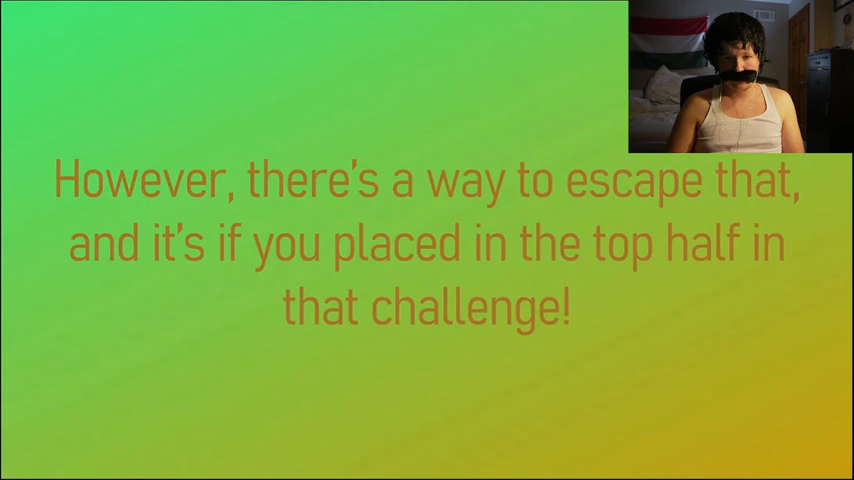 However, there's a way to escape that,
and it's if you placed in the top half in
that challenge!